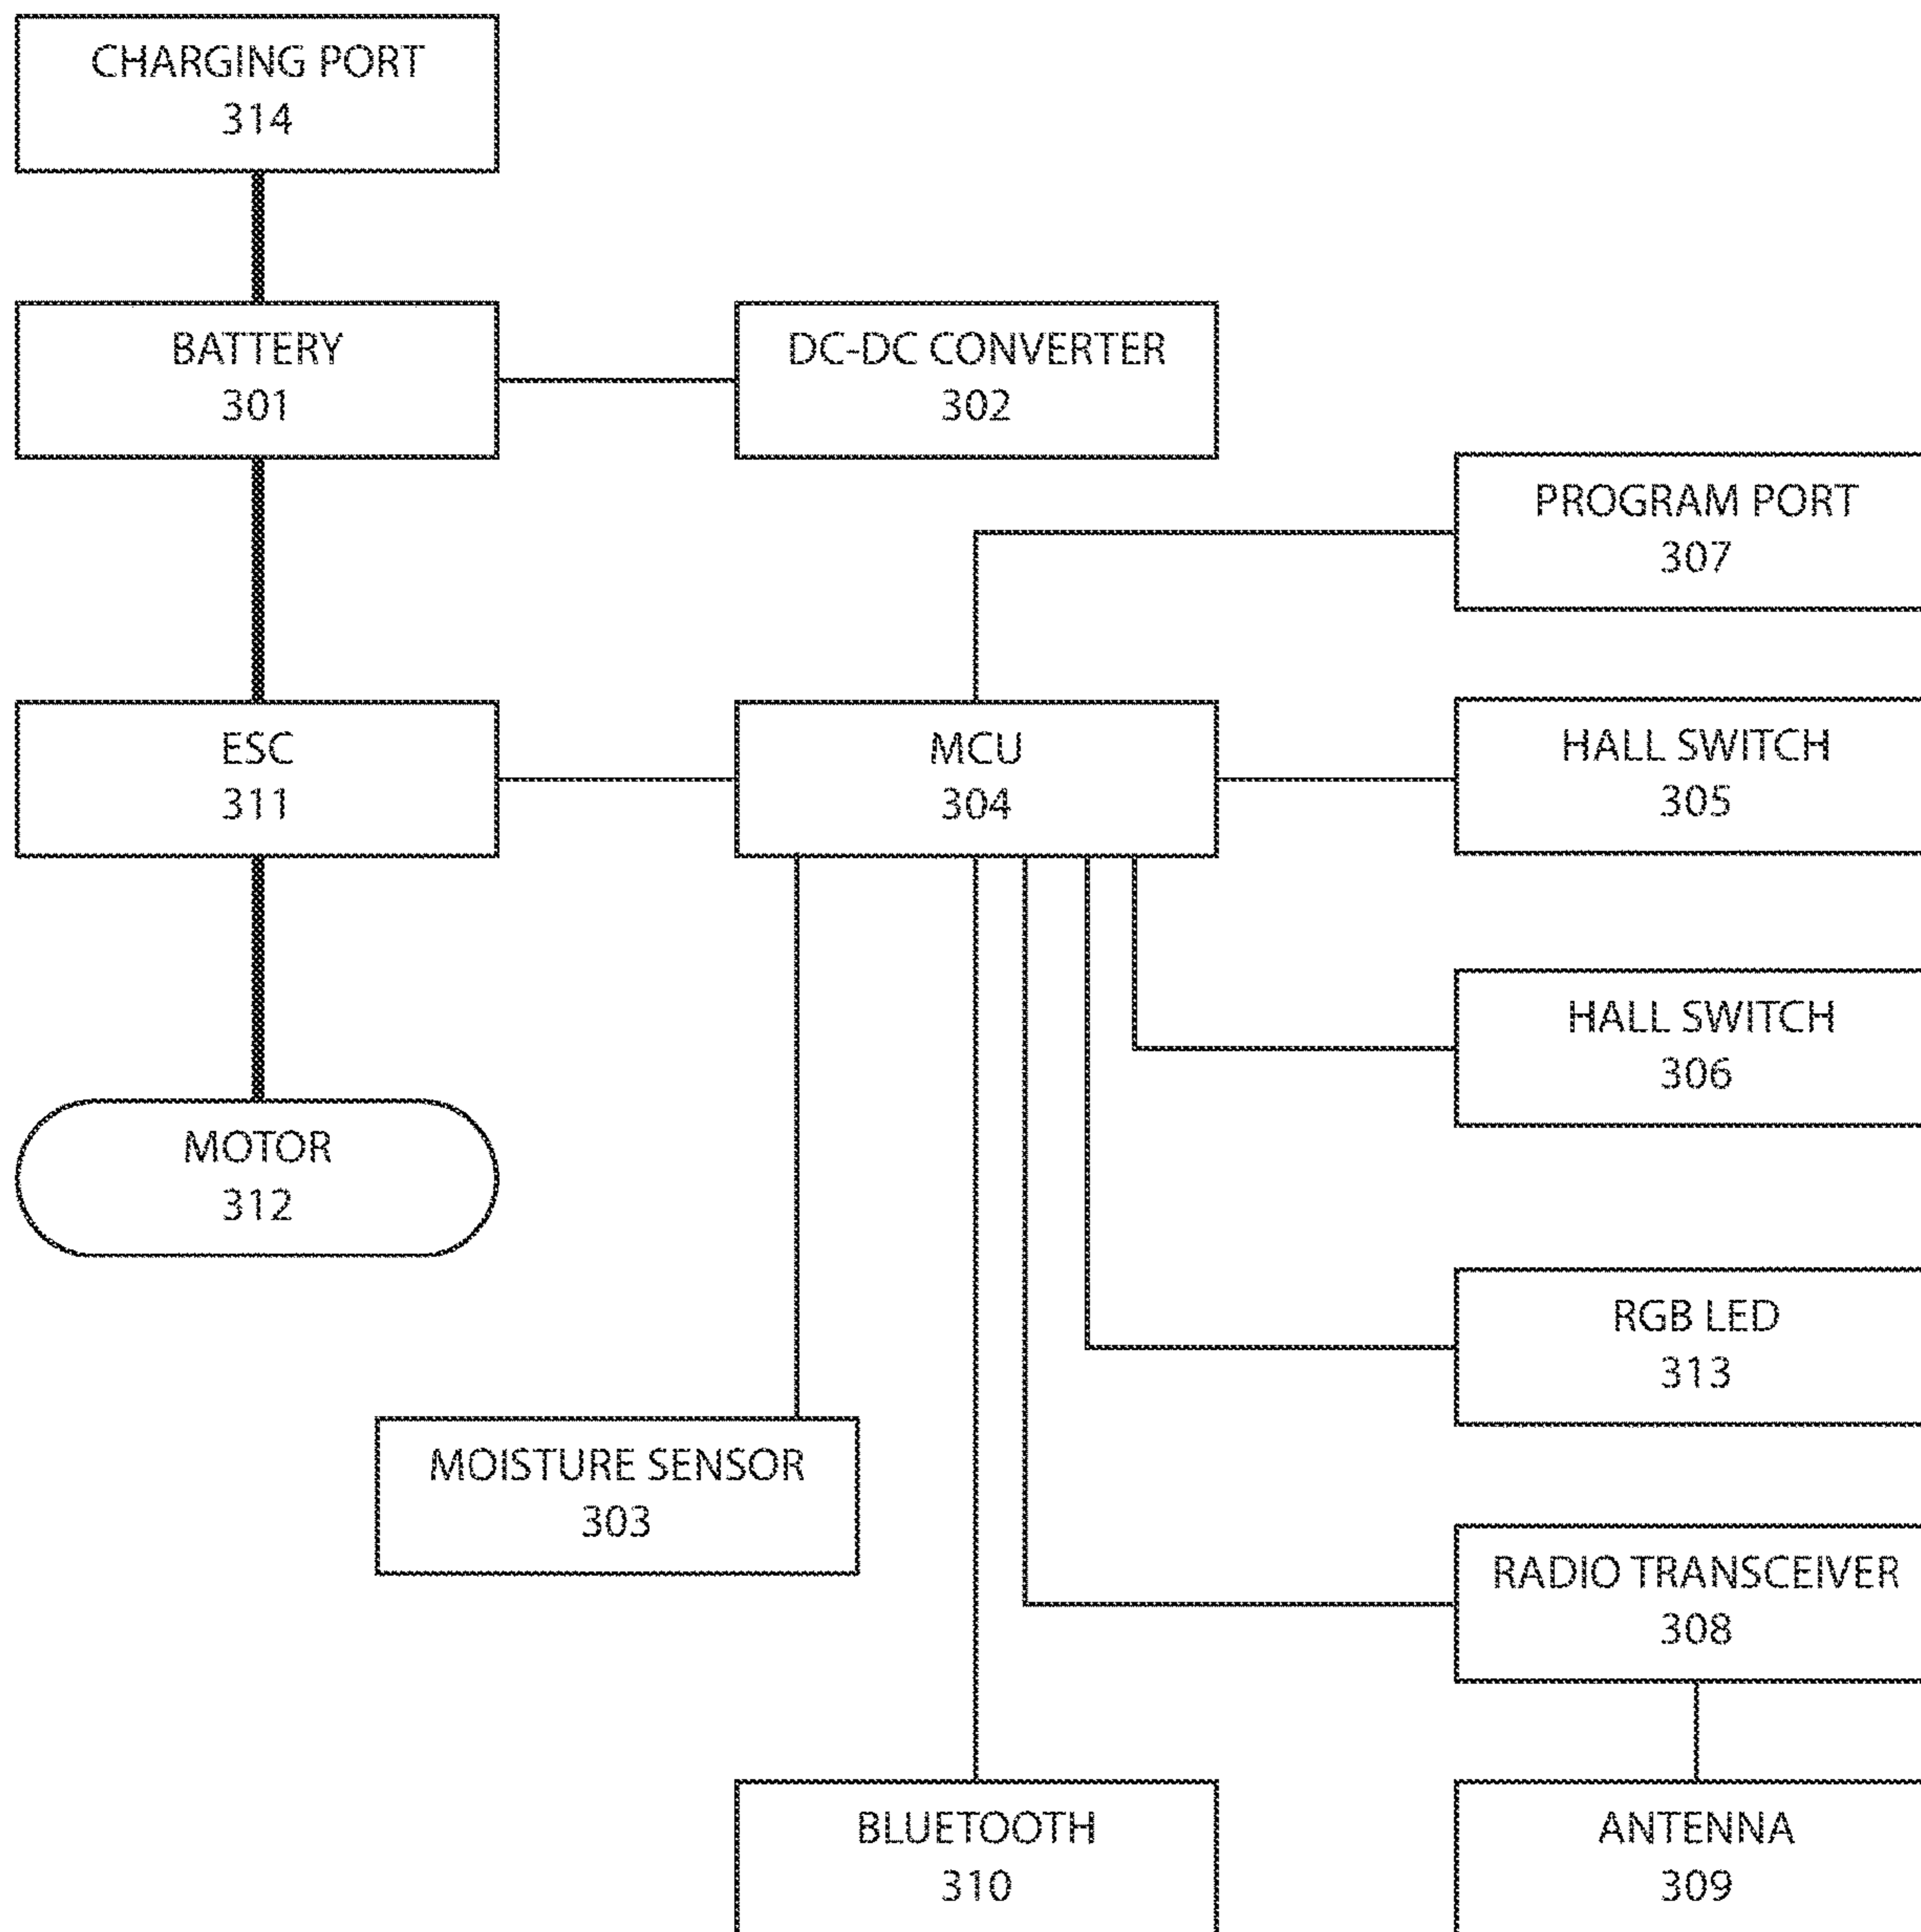 CHARGING PORT
314
BATTERY
301
DC-DC CONVERTER
302
PROGRAM PORT
307
ESC
311
MCU
304
HALL SWITCH
305
HALL SWITCH
306
MOTOR
312
RGB LED
313
MOISTURE SENSOR
303
RADIO TRANSCEIVER
308
BLUETOOTH
310
ANTENNA
309